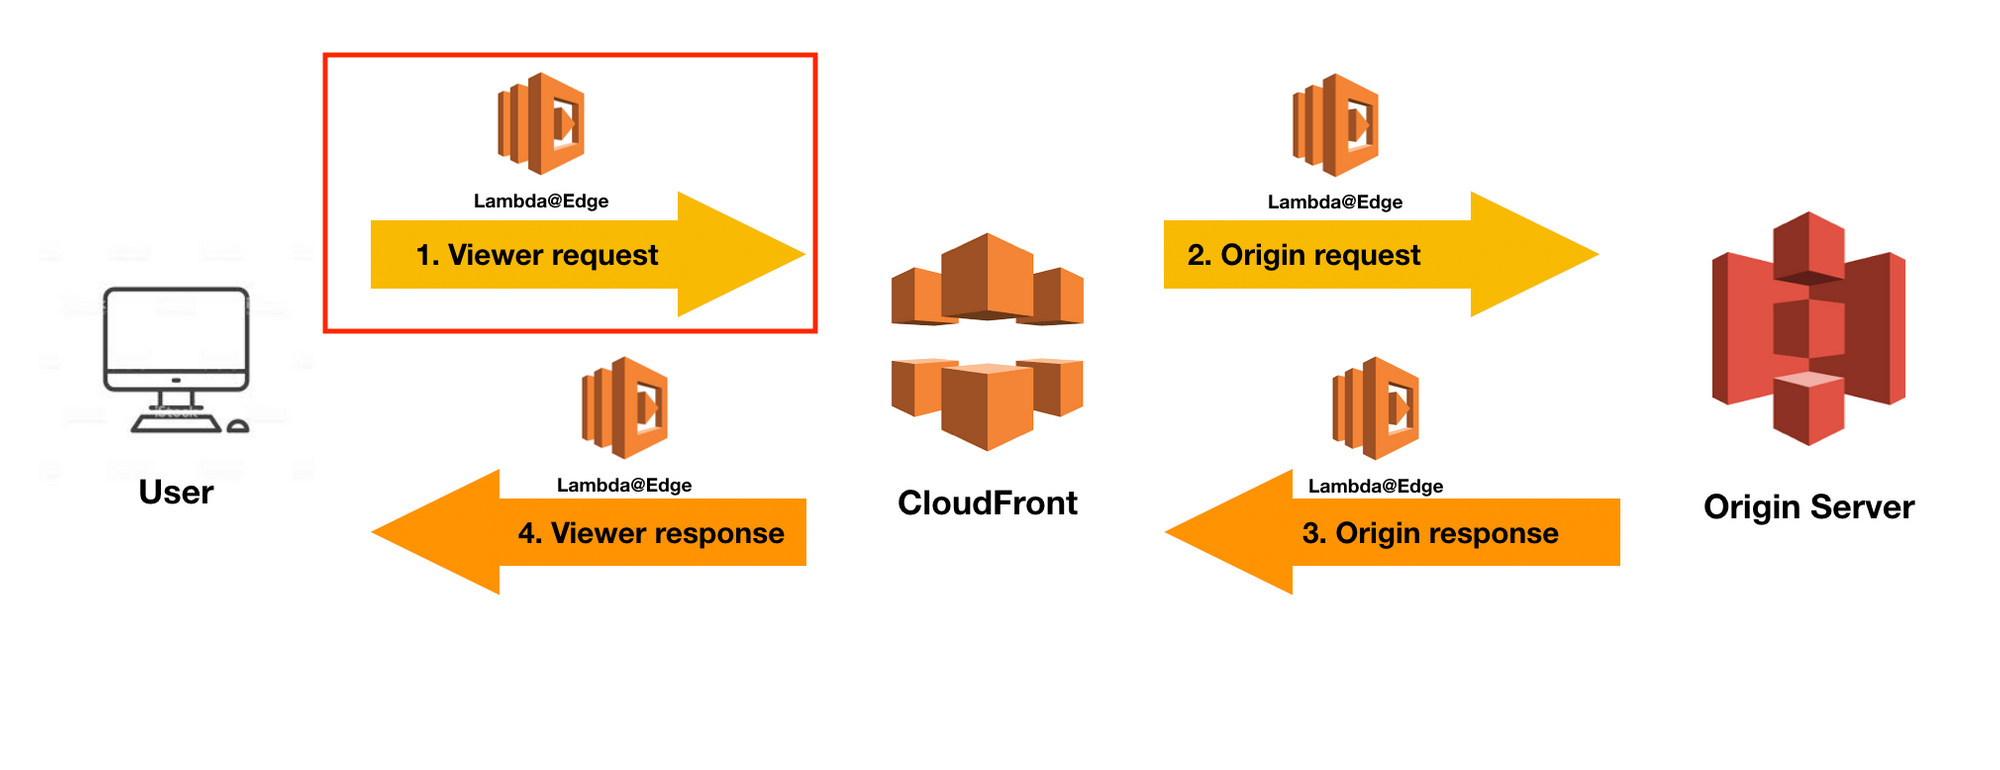 Lambda@Edge
1. Viewer request
Lambda@Edge
2. Origin request
User
Lambda@Edge
4. Viewer response
CloudFront
Lambda@Edge
3. Origin response
Origin Server
iStock